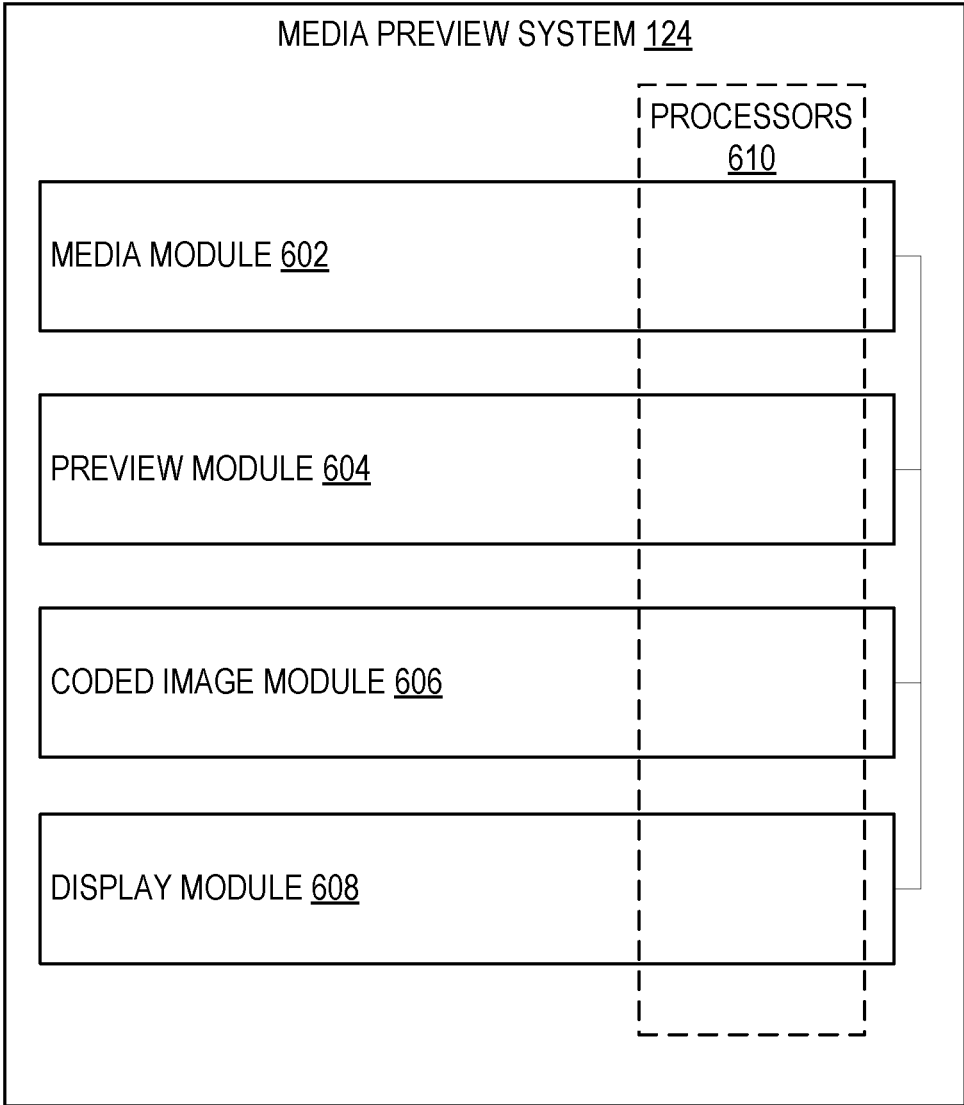 MEDIA PREVIEW SYSTEM 124
PROCESSORS
610
MEDIA MODULE 602
PREVIEW MODULE 604
CODED IMAGE MODULE 606
DISPLAY MODULE 608